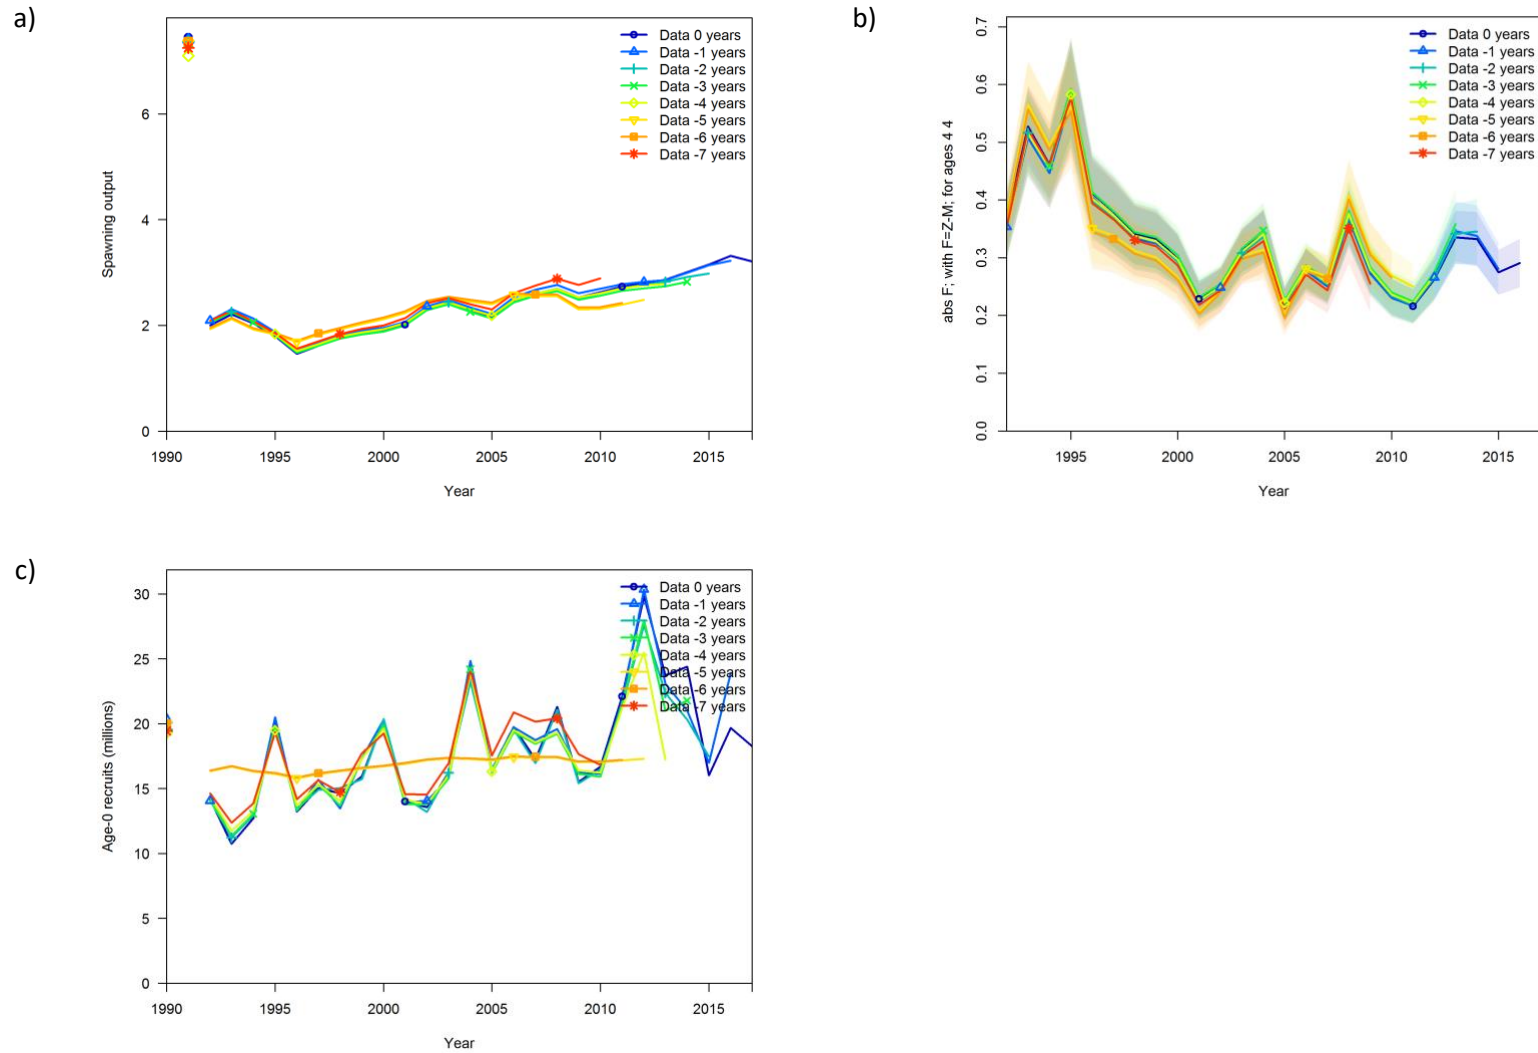 a)
6
4
2
0
1990 1995 2000 2005 2010 2015
Year
Spawning output
Data 0 years
Data -1 years
Data -2 years
Data -3 years
Data -4 years
Data -5 years
Data -6 years
Data -7 years
b)
0.7
0.6
0.5
0.4
0.3
0.2
0.1
0.0
1995 2000 2005 2010 2015
Year
abs F; with F=Z-M; for ages 4 4
Data 0 years
Data -1 years
Data -2 years
Data -3 years
Data -4 years
Data -5 years
Data -6 years
Data -7 years
c)
30
25
20
15
10
5
0
1990 1995 2000 2005 2010 2015
Year
Age-0 recruits (millions)
Data 0 years
Data -1 years
Data -2 years
Data -3 years
Data -4 years
Data -5 years
Data -6 years
Data -7 years